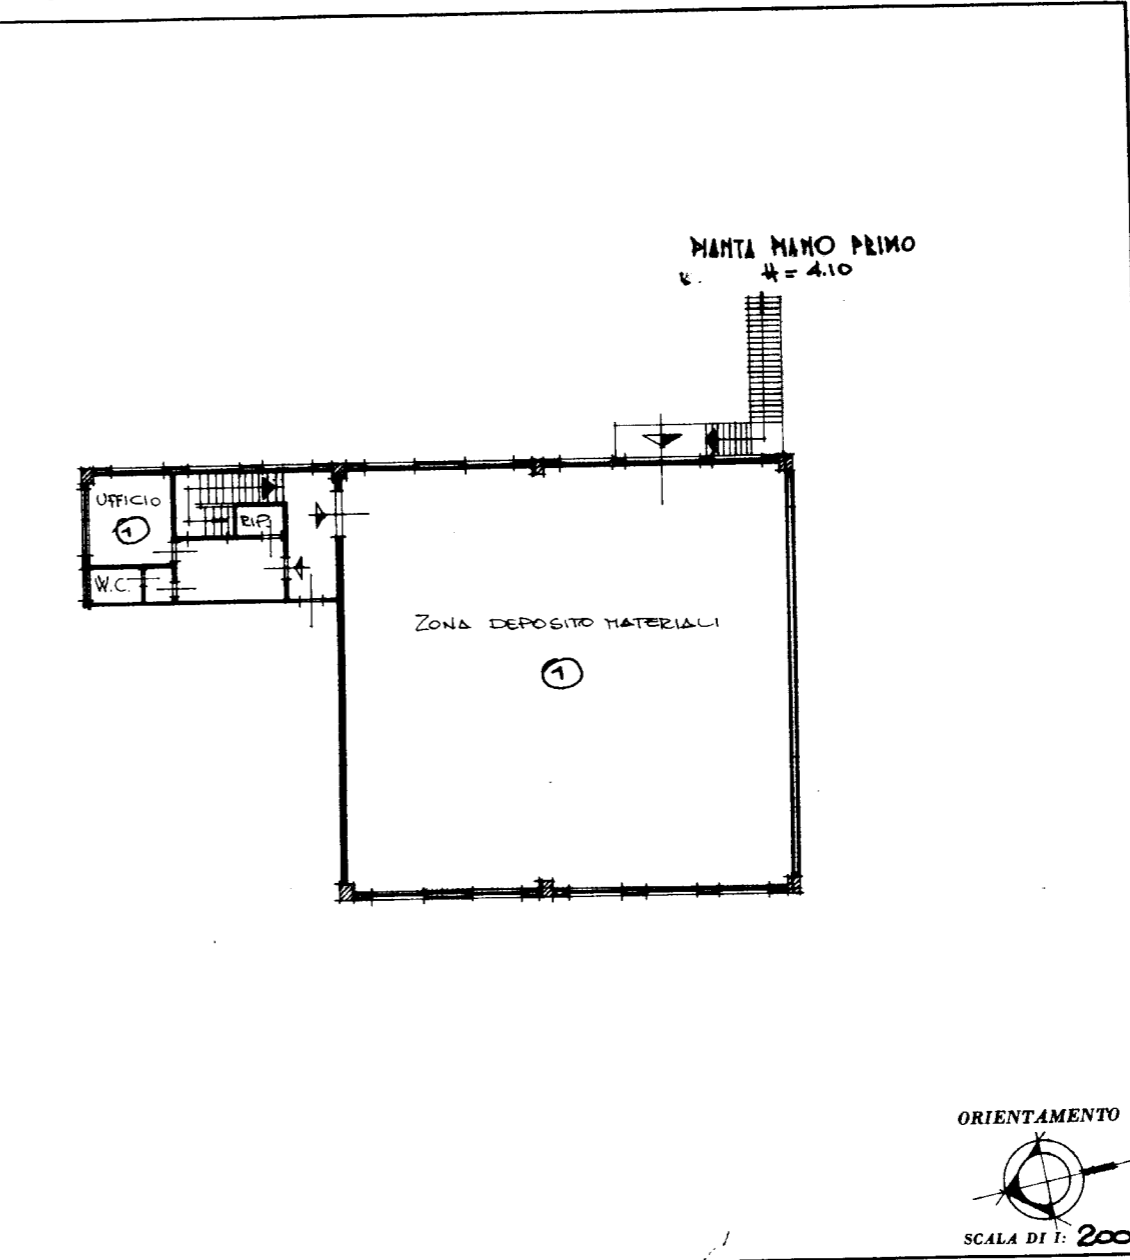 PIANTA PIANO PRIMO
H = 4.10
UFFICIO
1
RIP.
W.C.
ZONA DEPOSITO MATERIALI
1
ORIENTAMENTO
SCALA DI 1: 200